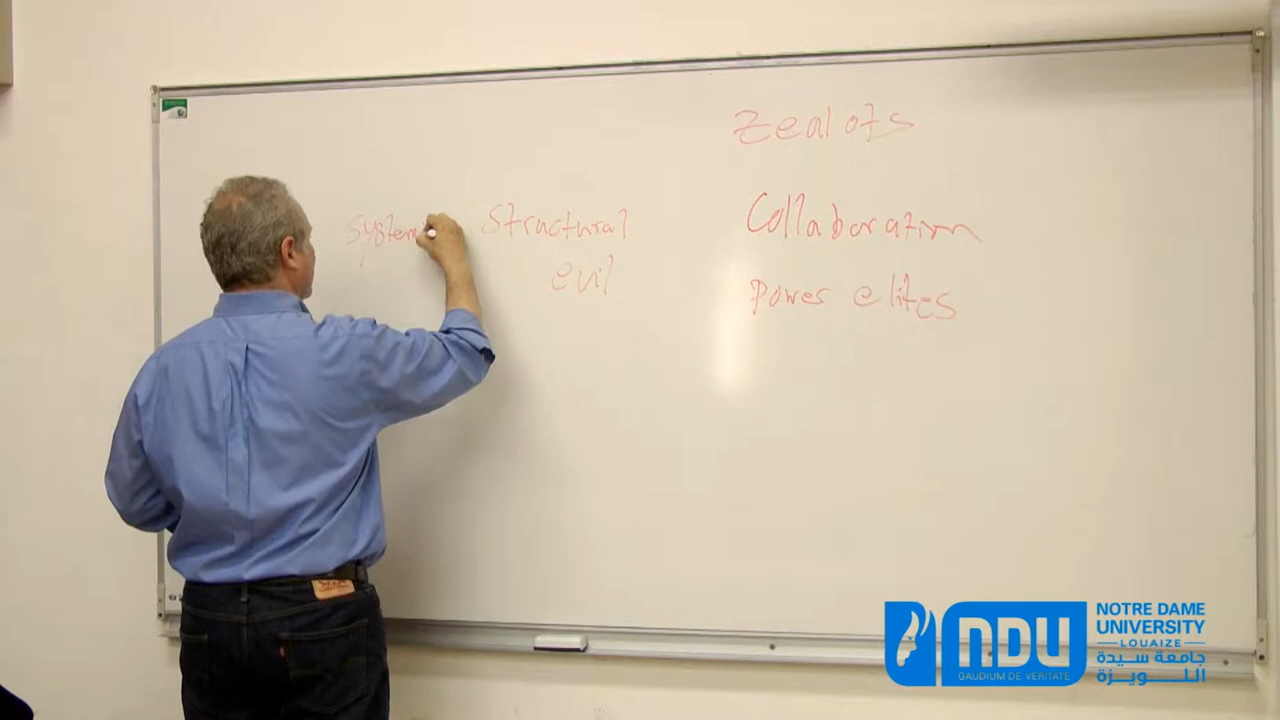 Zealots
System Structural
evil
Collaboration
power elites
NDU
GAUDIUM DE VERITATE
NOTRE DAME
UNIVERSITY
LOUAIZE
جامعة سيدة
اللويزة